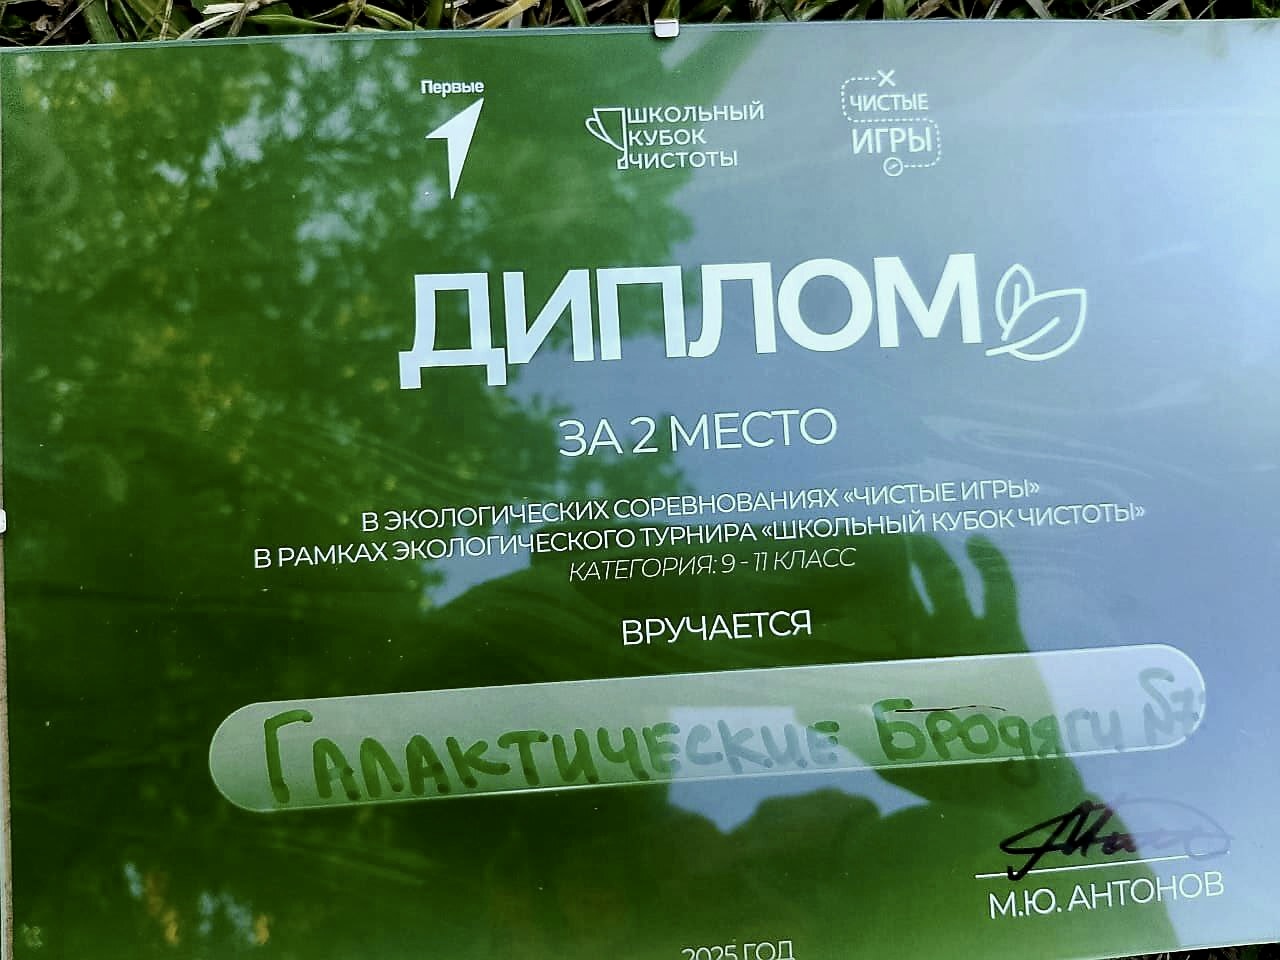 Первые
ШКОЛЬНЫЙ
КУБОК
ЧИСТОТЫ
ЧИСТЫЕ
ИГРЫ
ДИПЛОМ
ЗА 2 МЕСТО
В ЭКОЛОГИЧЕСКИХ СОРЕВНОВАНИЯХ «ЧИСТЫЕ ИГРЫ»
В РАМКАХ ЭКОЛОГИЧЕСКОГО ТУРНИРА «ШКОЛЬНЫЙ КУБОК ЧИСТОТЫ»
КАТЕГОРИЯ: 9 - 11 КЛАСС
ВРУЧАЕТСЯ
Галактические Бродяги
М.Ю. АНТОНОВ
2025 ГОД